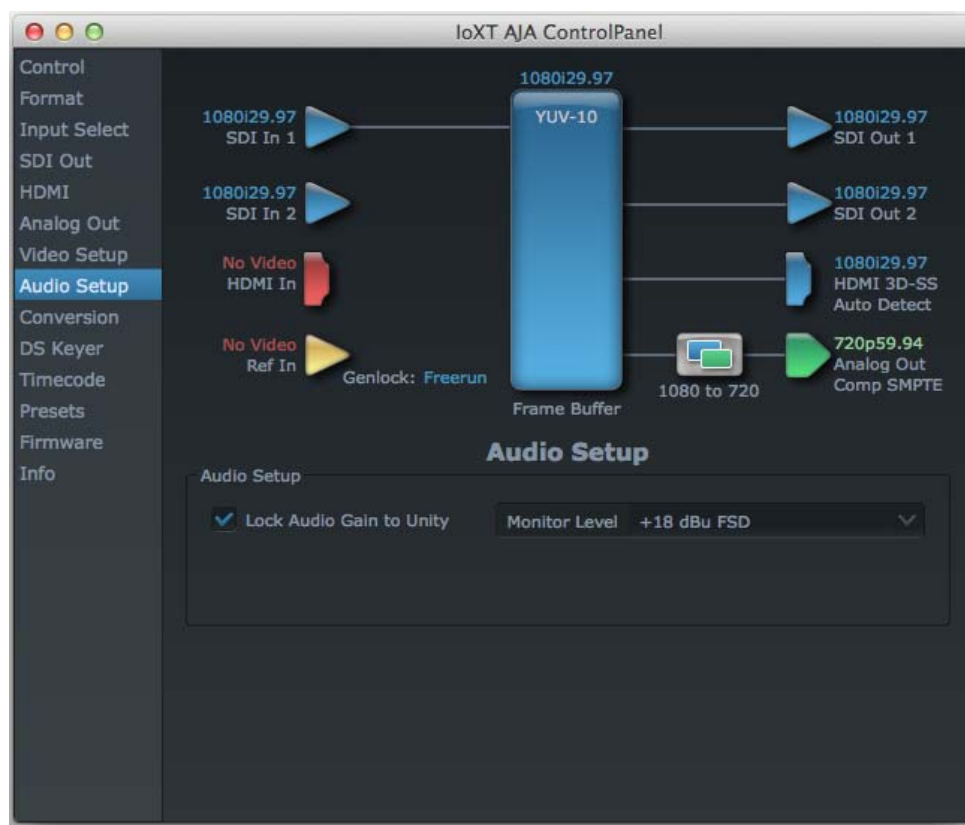 IoXT AJA ControlPanel
Control
Format
Input Select
SDI Out
HDMI
Analog Out
Video Setup
Audio Setup
Conversion
DS Keyer
Timecode
Presets
Firmware
Info
1080i29.97
YUV-10
Frame Buffer
1080i29.97
SDI In 1
1080i29.97
SDI In 2
No Video
HDMI In
No Video
Ref In
Genlock: Freerun
1080i29.97
SDI Out 1
1080i29.97
SDI Out 2
1080i29.97
HDMI 3D-SS
Auto Detect
1080 to 720
720p59.94
Analog Out
Comp SMPTE
Audio Setup
Audio Setup
Lock Audio Gain to Unity
Monitor Level +18 dBu FSD